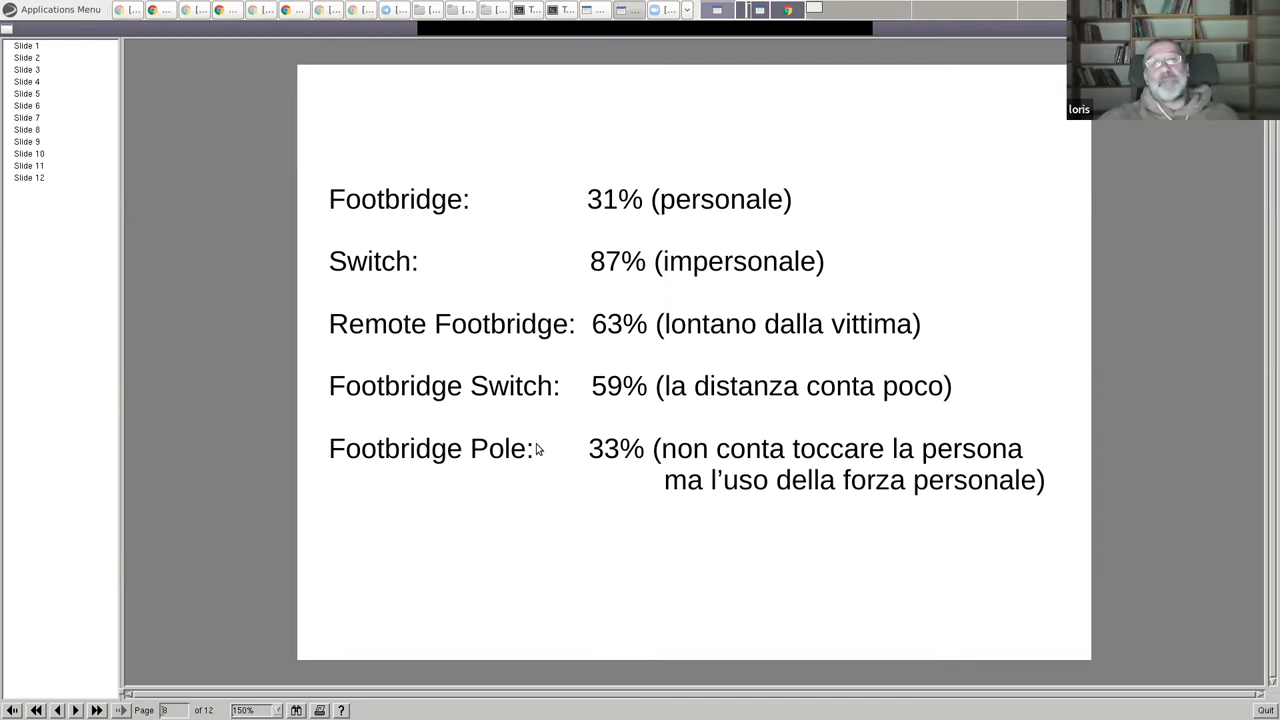 Applications Menu
[...
...
[...
...
[...
...
[...
[...
[...
[...
[...
[...
T...
T...
...
...
[...
Slide 1
Slide 2
Slide 3
Slide 4
Slide 5
Slide 6
Slide 7
Slide 8
Slide 9
Slide 10
Slide 11
Slide 12
loris
Footbridge: 31% (personale)
Switch: 87% (impersonale)
Remote Footbridge: 63% (lontano dalla vittima)
Footbridge Switch: 59% (la distanza conta poco)
Footbridge Pole: 33% (non conta toccare la persona
ma l’uso della forza personale)
Page 8 of 12 150% ? Quit